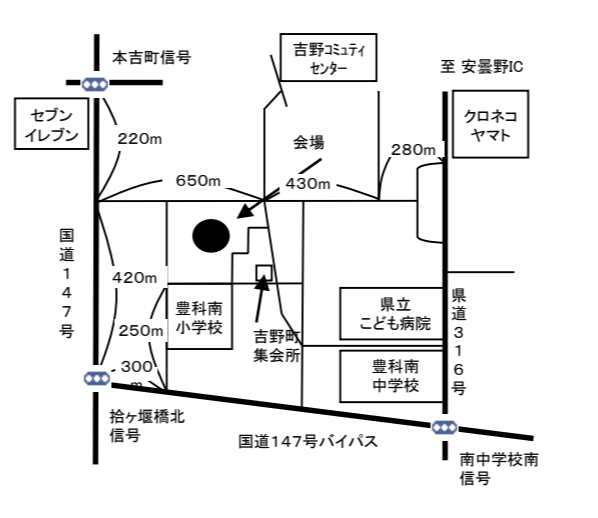 本吉町信号
吉野コミュティ
センター
至 安曇野IC
セブン
イレブン
クロネコ
ヤマト
220m
会場
280m
650m
430m
国道147号
420m
250m
300
m
豊科南
小学校
吉野町
集会所
県立
こども病院
県道316号
豊科南
中学校
拾ヶ堰橋北
信号
国道147号バイパス
南中学校南
信号